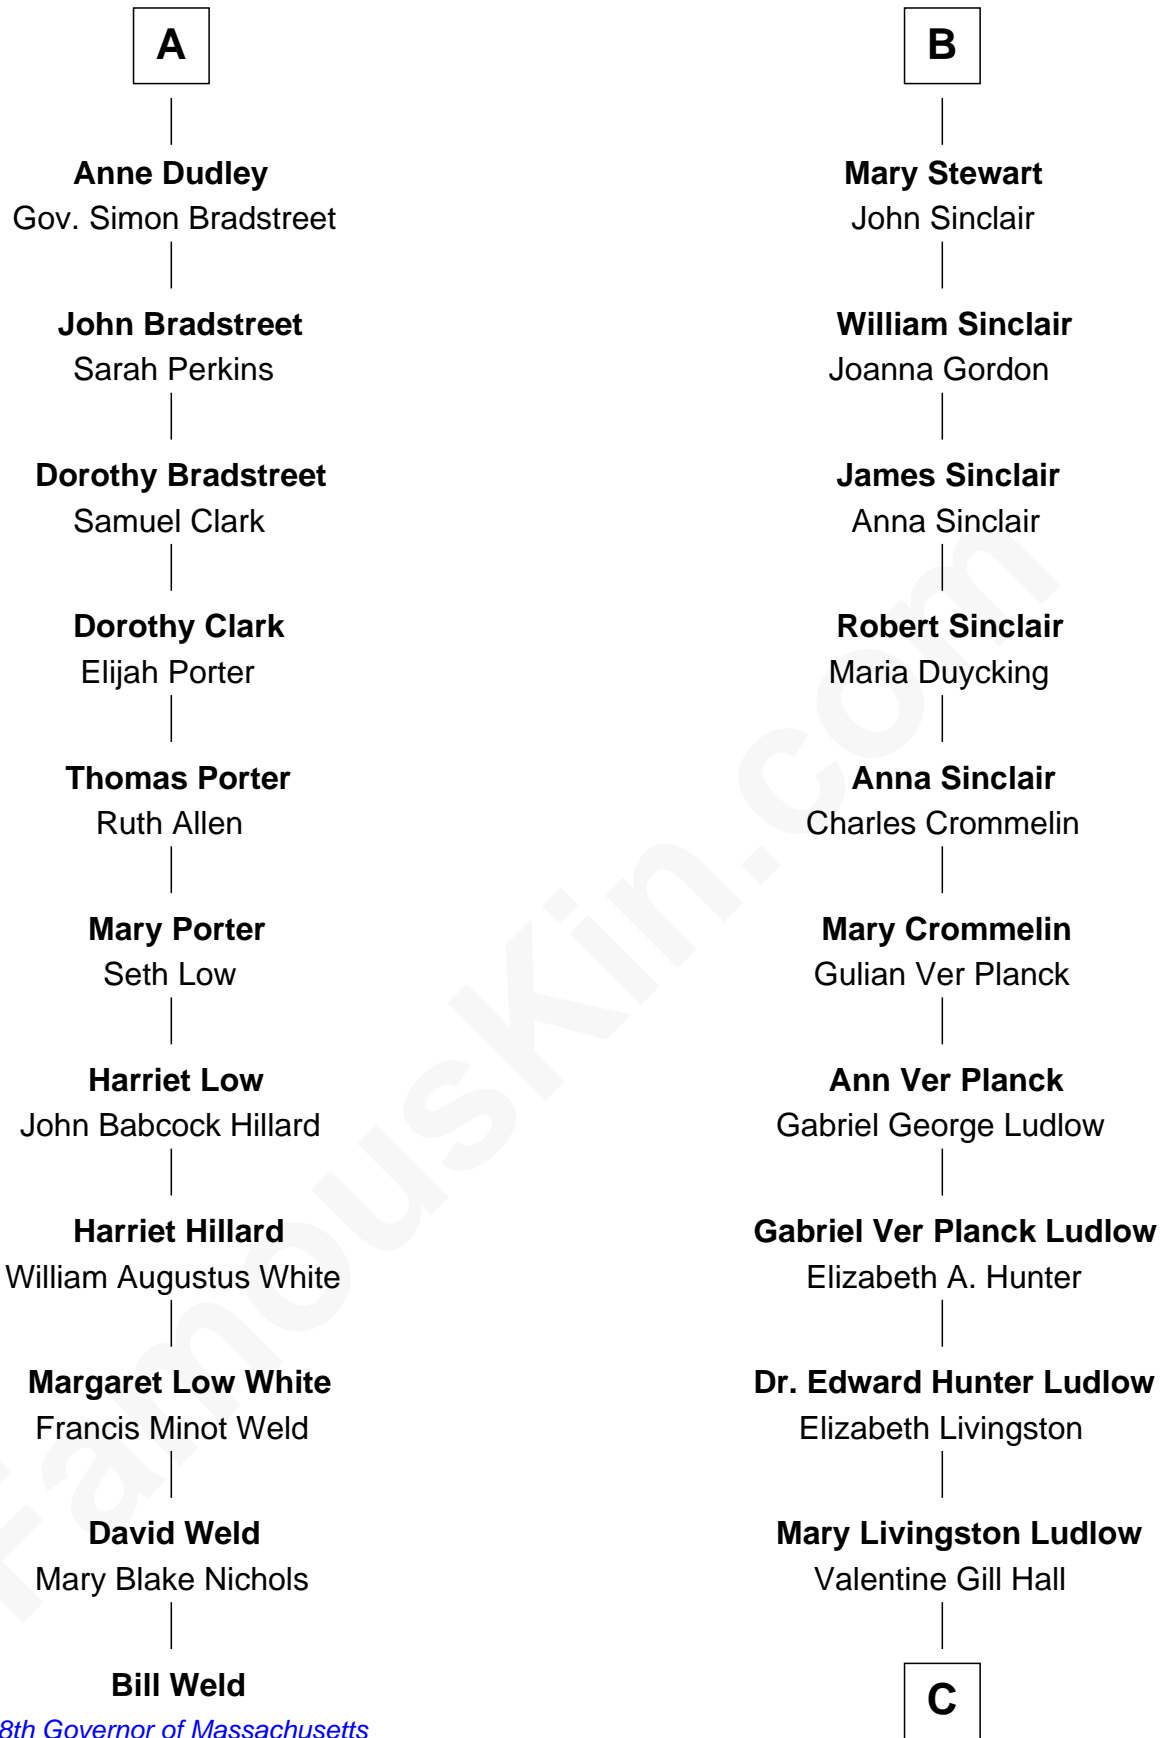 A
Anne Dudley
Gov. Simon Bradstreet
John Bradstreet
Sarah Perkins
Dorothy Bradstreet
Samuel Clark
Dorothy Clark
Elijah Porter
Thomas Porter
Ruth Allen
Mary Porter
Seth Low
Harriet Low
John Babcock Hillard
Harriet Hillard
William Augustus White
Margaret Low White
Francis Minot Weld
David Weld
Mary Blake Nichols
Bill Weld
8th Governor of Massachusetts
B
Mary Stewart
John Sinclair
William Sinclair
Joanna Gordon
James Sinclair
Anna Sinclair
Robert Sinclair
Maria Duycking
Anna Sinclair
Charles Crommelin
Mary Crommelin
Gulian Ver Planck
Ann Ver Planck
Gabriel George Ludlow
Gabriel Ver Planck Ludlow
Elizabeth A. Hunter
Dr. Edward Hunter Ludlow
Elizabeth Livingston
Mary Livingston Ludlow
Valentine Gill Hall
C
FamousKin.com